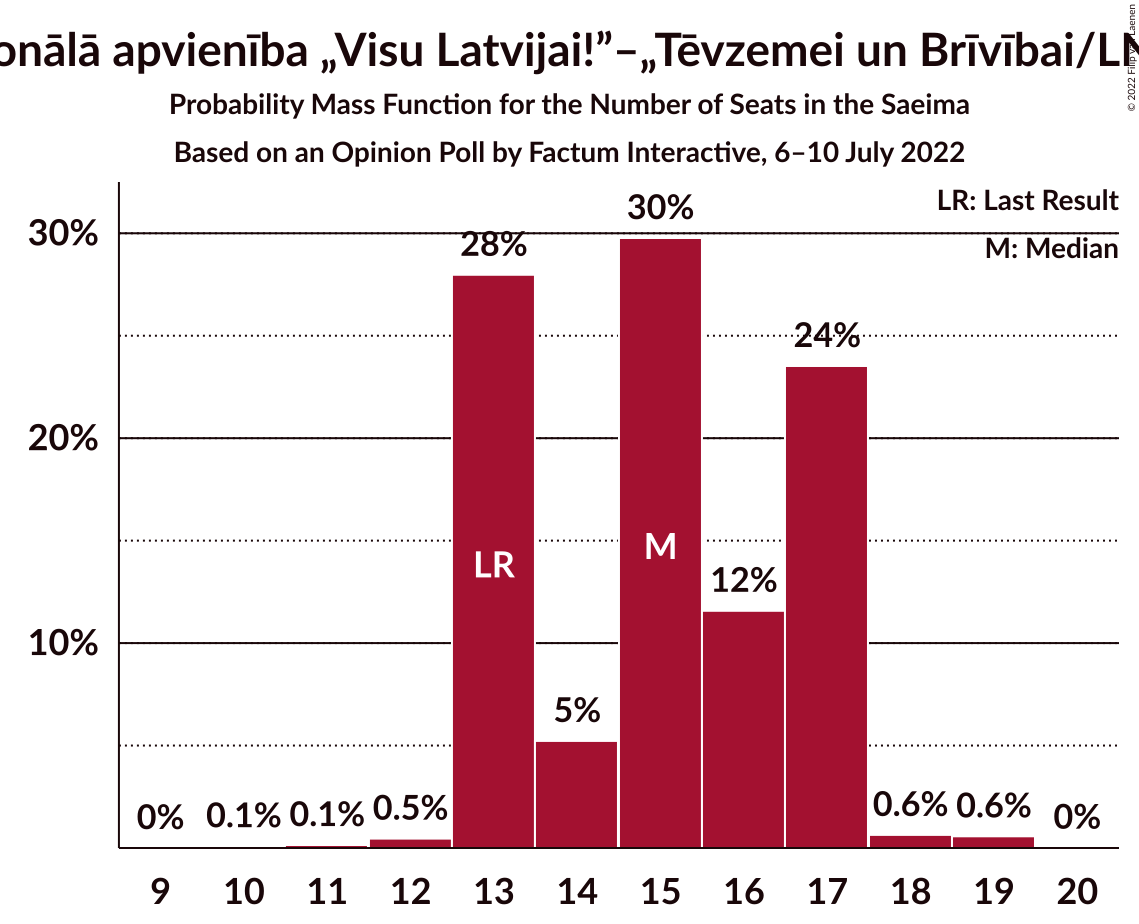 onālā apvienība „Visu Latvijai!”–„Tēvzemei un Brīvībai/LN
© 2022 Filip Laenen
Probability Mass Function for the Number of Seats in the Saeima
Based on an Opinion Poll by Factum Interactive, 6–10 July 2022
LR: Last Result
M: Median
30%
20%
10%
0% 0.1% 0.1% 0.5% 28% 5% 30% 12% 24% 0.6% 0.6% 0%
LR M
9 10 11 12 13 14 15 16 17 18 19 20